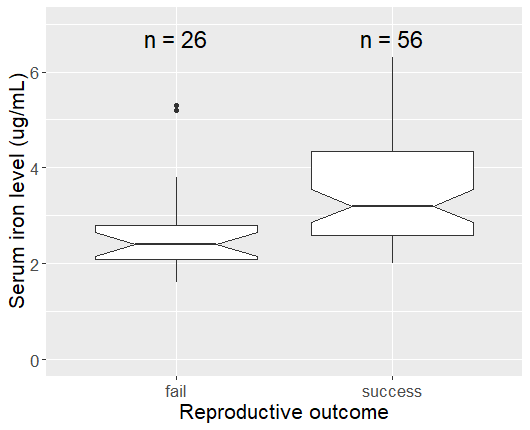 n = 26
n = 56
Serum iron level (ug/mL)
6
4
2
0
fail
success
Reproductive outcome